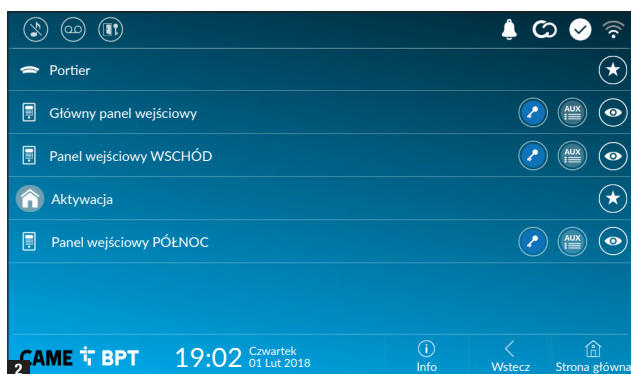 Portier
Główny panel wejściowy
AUX
Panel wejściowy WSCHÓD
AUX
Aktywacja
Panel wejściowy PÓŁNOC
AUX
CAME BPT
19:02
Czwartek
01 Lut 2018
Info
Wstecz
Strona główna
2